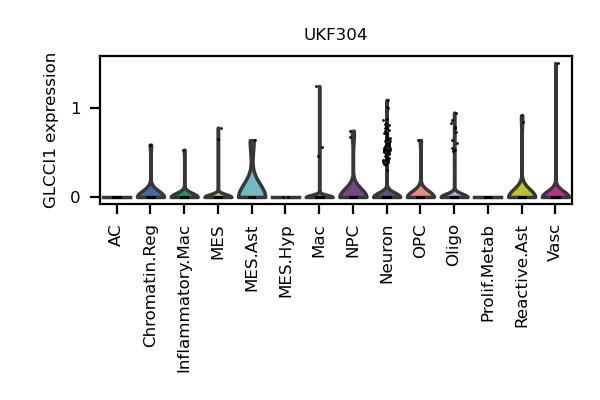 UKF304
GLCCI1 expression
1
0
AC
Chromatin.Reg
Inflammatory.Mac
MES
MES.Ast
MES.Hyp
Mac
NPC
Neuron
OPC
Oligo
Prolif.Metab
Reactive.Ast
Vasc